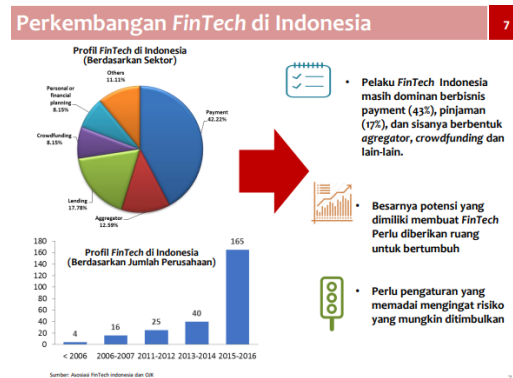 Perkembangan FinTech di Indonesia
7
Profil FinTech di Indonesia
(Berdasarkan Sektor)
Others
11.11%
Personal or
financial
planning
8.15%
Crowdfunding
8.15%
Lending
17.78%
Aggregator
12.59%
Payment
42.22%
Pelaku FinTech Indonesia
masih dominan berbisnis
payment (43%), pinjaman
(17%), dan sisanya berbentuk
agregator, crowdfunding dan
lain-lain.
Besarnya potensi yang
dimiliki membuat FinTech
Perlu diberikan ruang
untuk bertumbuh
Perlu pengaturan yang
memadai mengingat risiko
yang mungkin ditimbulkan
Profil FinTech di Indonesia
(Berdasarkan Jumlah Perusahaan)
180
160
140
120
100
80
60
40
20
0
4
16
25
40
165
< 2006 2006-2007 2011-2012 2013-2014 2015-2016
Sumber: Asosiasi FinTech Indonesia dan OJK